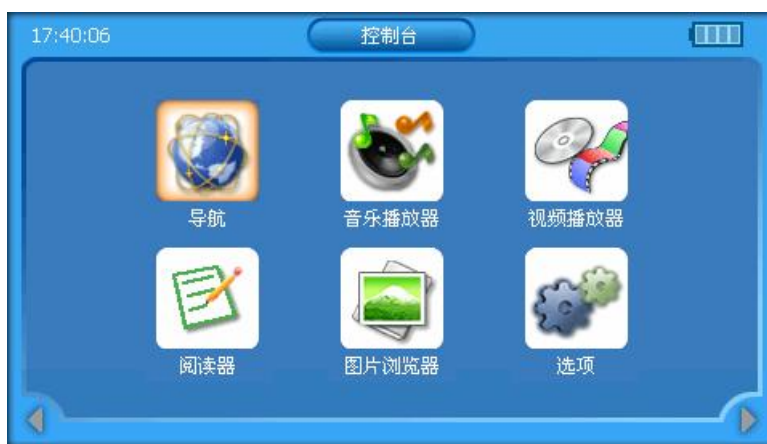 17:40:06
控制台
导航
音乐播放器
视频播放器
阅读器
图片浏览器
选项